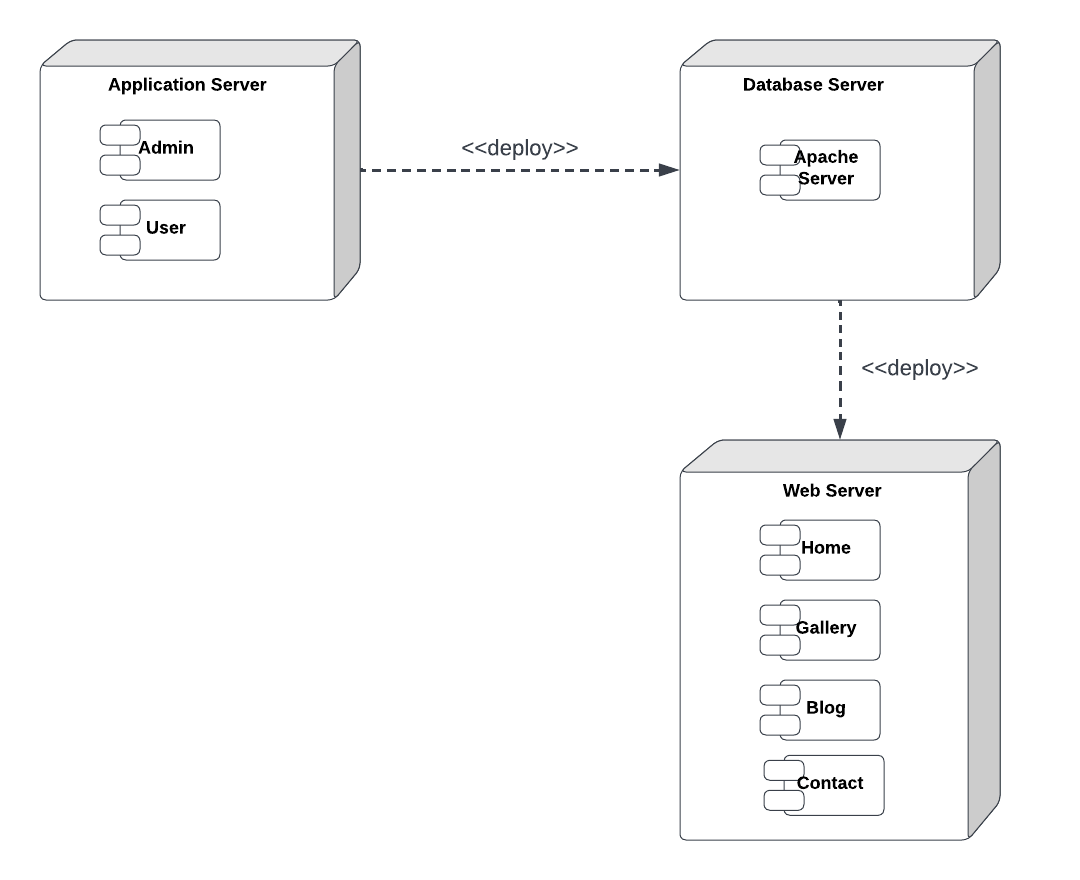 Application Server
Admin
User
<<deploy>>
Database Server
Apache
Server
<<deploy>>
Web Server
Home
Gallery
Blog
Contact